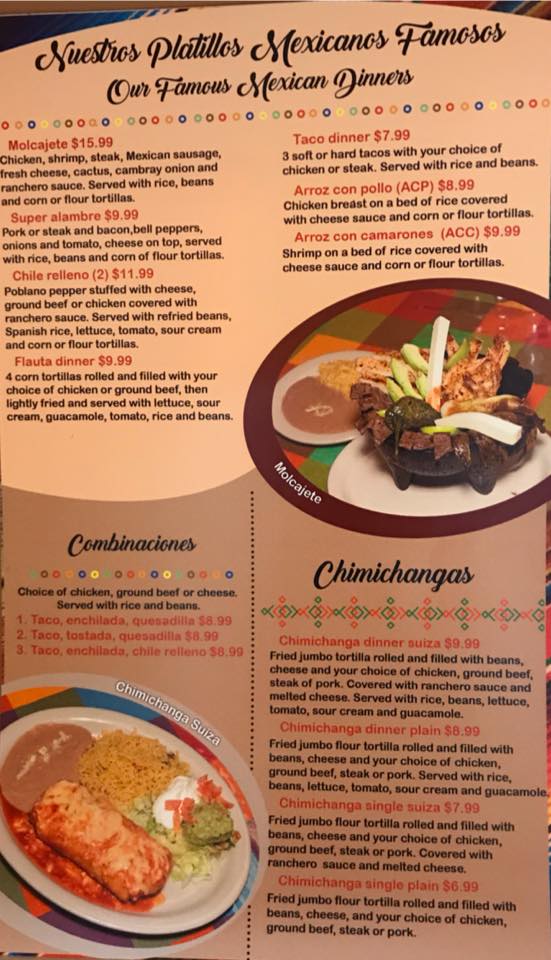 Nuestros Platillos Mexicanos Famosos
Our Famous Mexican Dinners
Molcajete $15.99
Chicken, shrimp, steak, Mexican sausage,
fresh cheese, cactus, cambray onion and
ranchero sauce. Served with rice, beans
and corn or flour tortillas.
Super alambre $9.99
Pork or steak and bacon,bell peppers,
onions and tomato, cheese on top, served
with rice, beans and corn of flour tortillas.
Chile relleno (2) $11.99
Poblano pepper stuffed with cheese,
ground beef or chicken covered with
ranchero sauce. Served with refried beans,
Spanish rice, lettuce, tomato, sour cream
and corn or flour tortillas.
Flauta dinner $9.99
4 corn tortillas rolled and filled with your
choice of chicken or ground beef, then
lightly fried and served with lettuce, sour
cream, guacamole, tomato, rice and beans.
Taco dinner $7.99
3 soft or hard tacos with your choice of
chicken or steak. Served with rice and beans.
Arroz con pollo (ACP) $8.99
Chicken breast on a bed of rice covered
with cheese sauce and corn or flour tortillas.
Arroz con camarones (ACC) $9.99
Shrimp on a bed of rice covered with
cheese sauce and corn or flour tortillas.
Molcajete
Combinaciones
Choice of chicken, ground beef or cheese.
Served with rice and beans.
1. Taco, enchilada, quesadilla $8.99
2. Taco, tostada, quesadilla $8.99
3. Taco, enchilada, chile relleno $8.99
Chimichanga Suiza
Chimichangas
Chimichanga dinner suiza $9.99
Fried jumbo tortilla rolled and filled with beans,
cheese and your choice of chicken, ground beef,
steak of pork. Covered with ranchero sauce and
melted cheese. Served with rice, beans, lettuce,
tomato, sour cream and guacamole.
Chimichanga dinner plain $8.99
Fried jumbo flour tortilla rolled and filled with
beans, cheese and your choice of chicken,
ground beef, steak or pork. Served with rice,
beans, lettuce, tomato, sour cream and guacamole.
Chimichanga single suiza $7.99
Fried jumbo flour tortilla rolled and filled with
beans, cheese and your choice of chicken,
ground beef, steak or pork. Covered with
ranchero sauce and melted cheese.
Chimichanga single plain $6.99
Fried jumbo flour tortilla rolled and filled with
beans, cheese, and your choice of chicken,
ground beef, steak or pork.